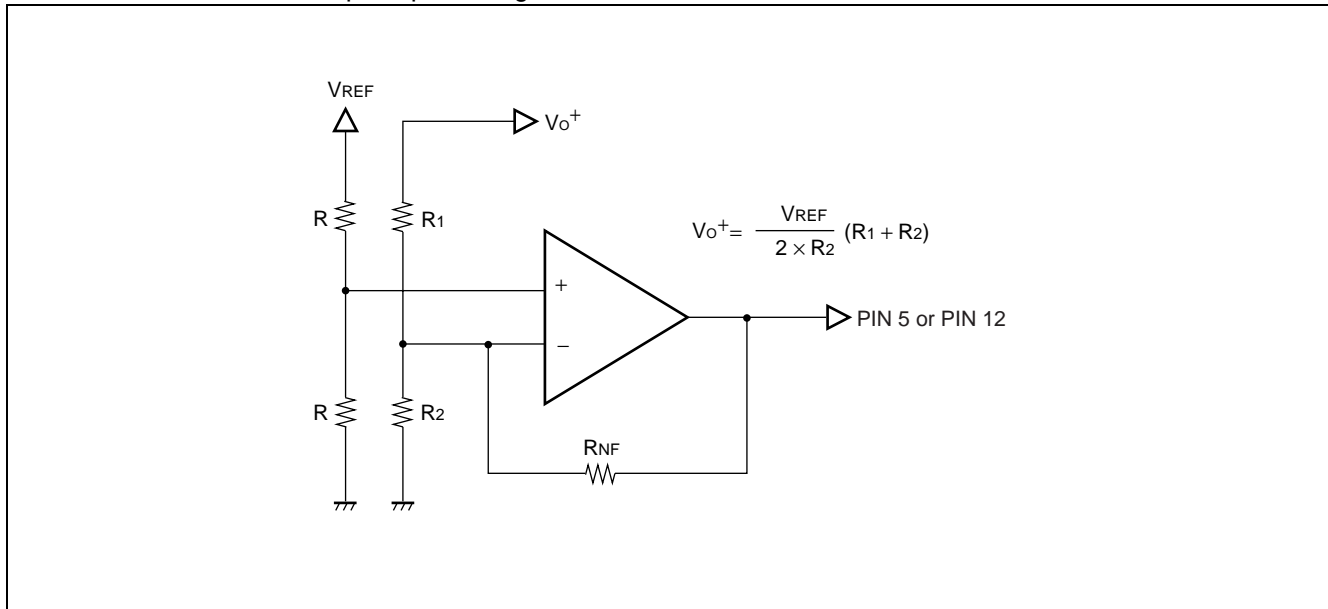 VREF
Vo+
R
R1
Vo+= VREF / 2 × R2 (R1 + R2)
+
PIN 5 or PIN 12
−
R
R2
RNF